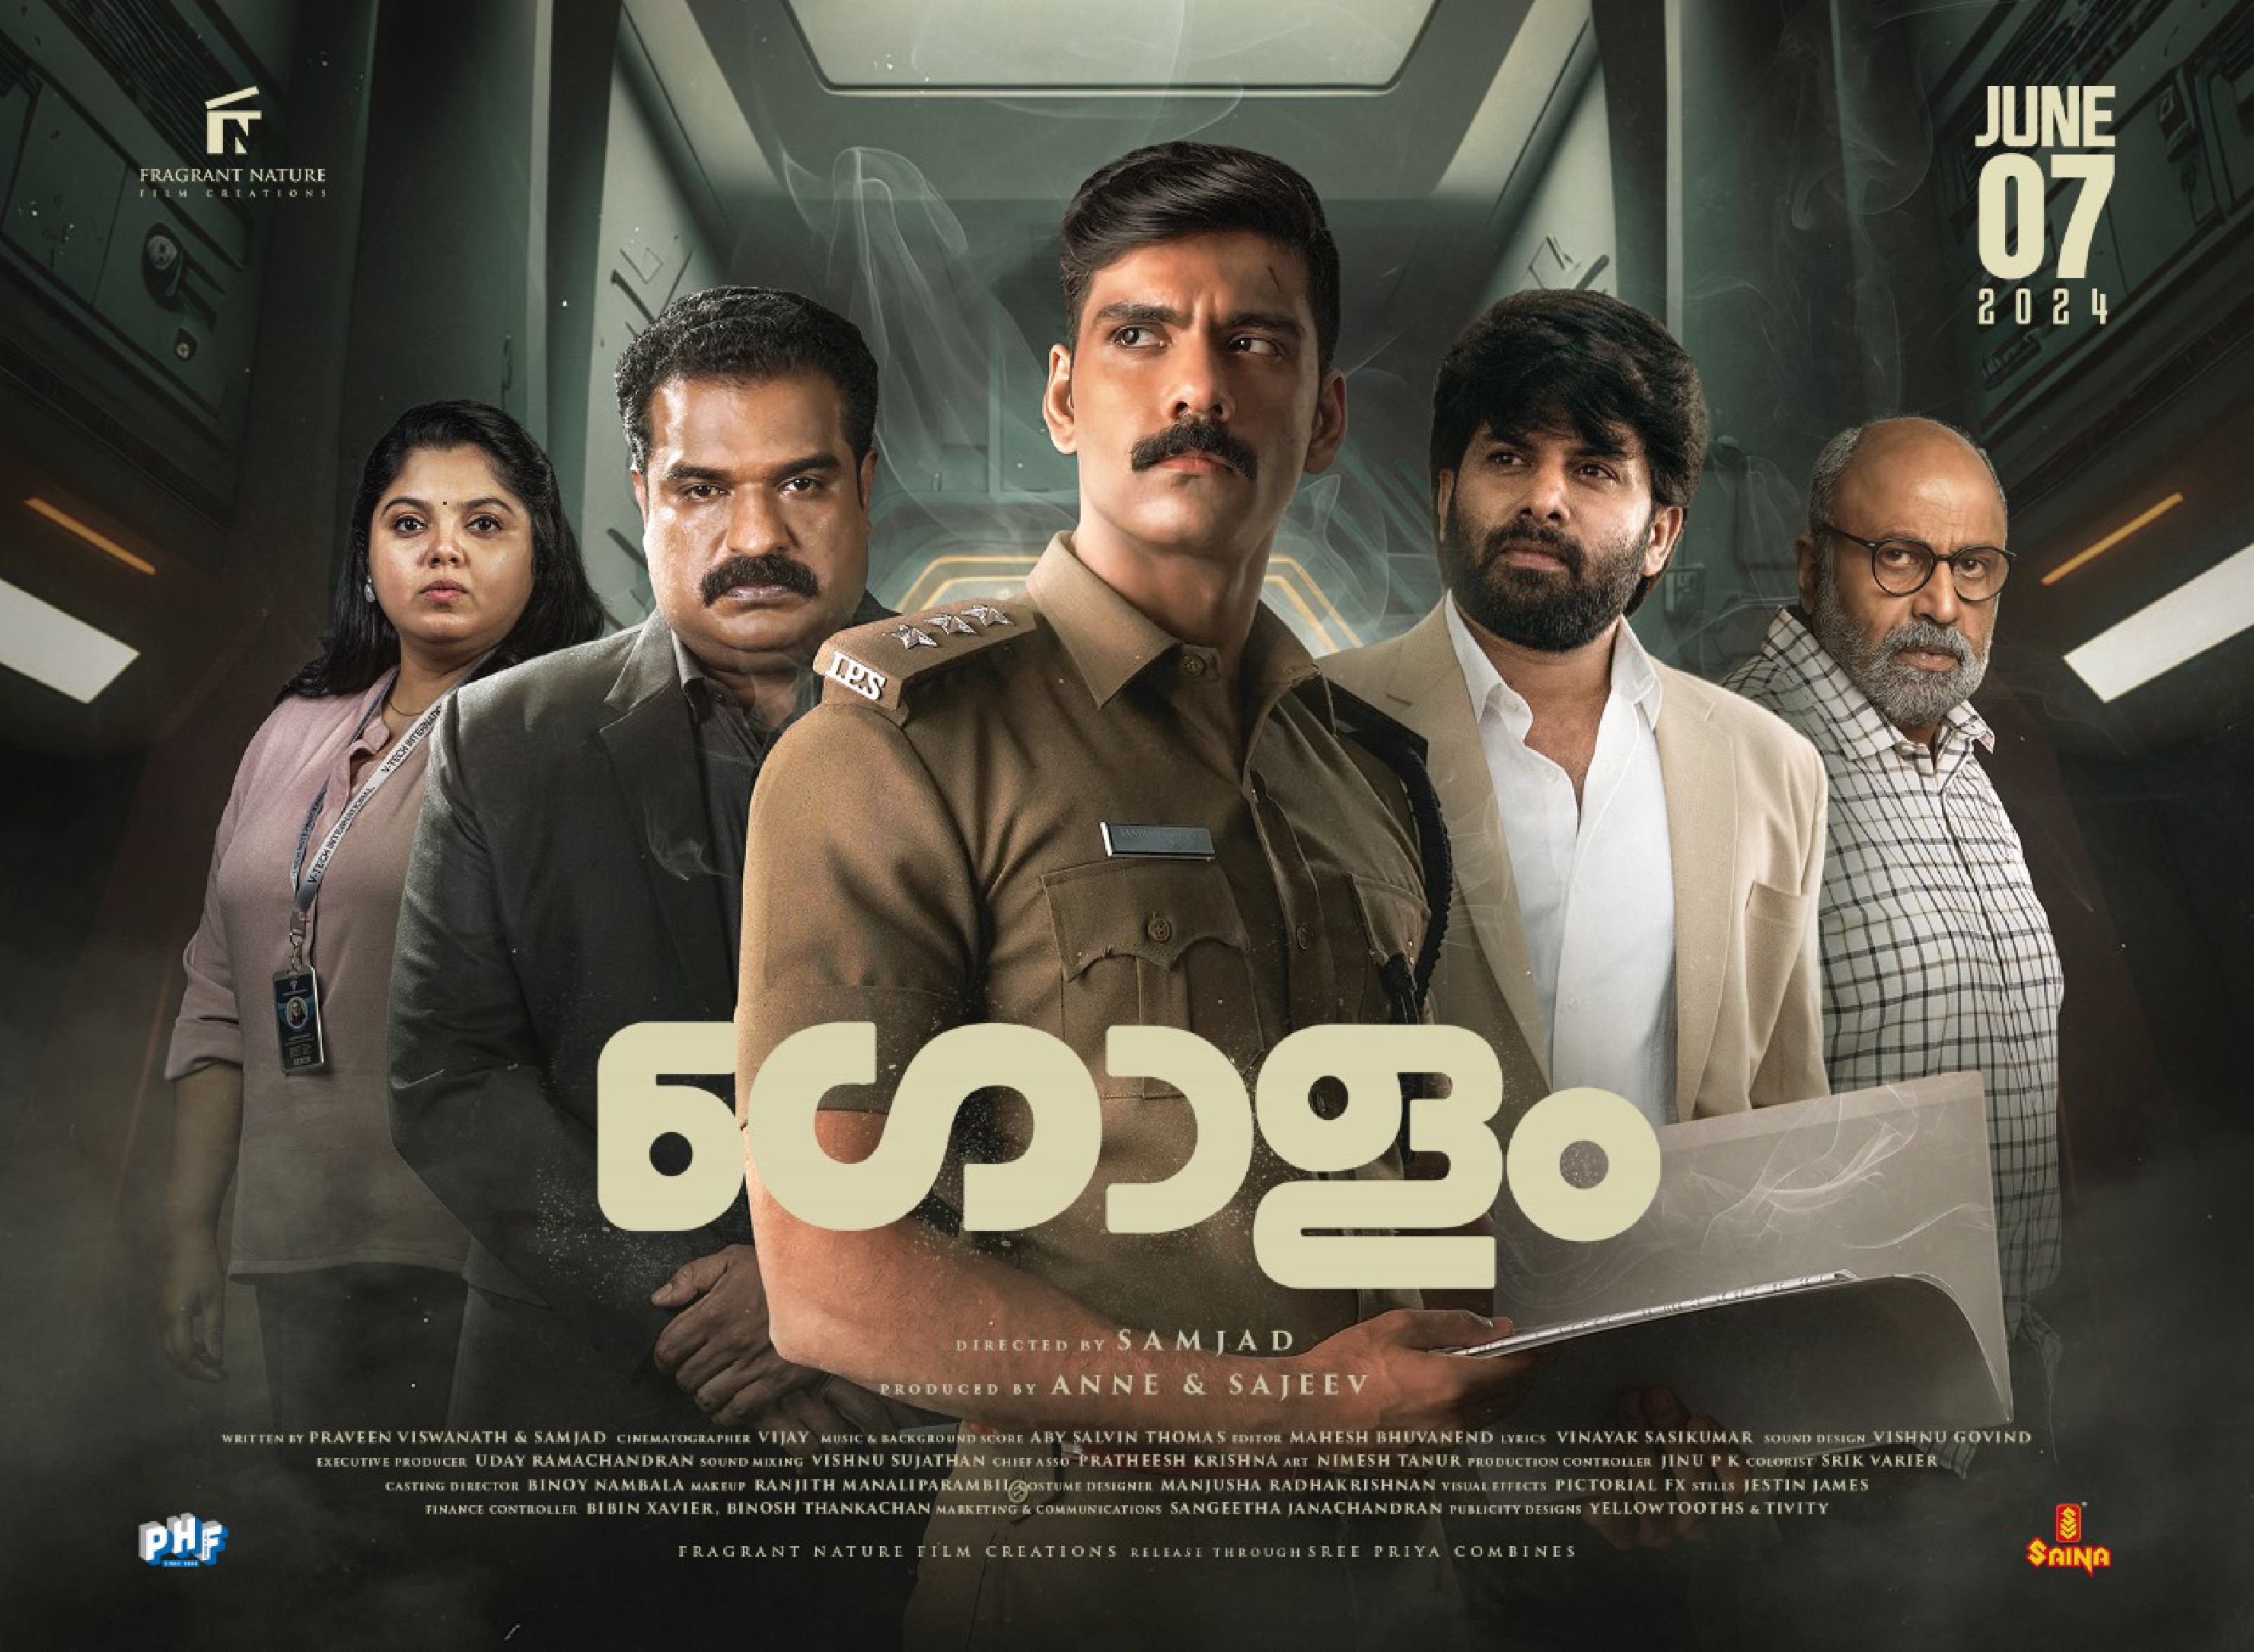 FRAGRANT NATURE
FILM CREATIONS
JUNE
07
2024
I.P.S
V-TECH INTERNATIONAL
V-TECH INTERNATIONAL
ഗോളം
DIRECTED BY SAMJAD
PRODUCED BY ANNE & SAJEEV
WRITTEN BY PRAVEEN VISWANATH & SAMJAD CINEMATOGRAPHER VIJAY MUSIC & BACKGROUND SCORE ABY SALVIN THOMAS EDITOR MAHESH BHUVANEND LYRICS VINAYAK SASIKUMAR SOUND DESIGN VISHNU GOVIND
EXECUTIVE PRODUCER UDAY RAMACHANDRAN SOUND MIXING VISHNU SUJATHAN CHIEF ASSO PRATHEESH KRISHNA ART NIMESH TANUR PRODUCTION CONTROLLER JINU P K COLORIST SRIK VARIER
CASTING DIRECTOR BINOY NAMBALA MAKEUP RANJITH MANALIPARAMBIL COSTUME DESIGNER MANJUSHA RADHAKRISHNAN VISUAL EFFECTS PICTORIAL FX STILLS JESTIN JAMES
FINANCE CONTROLLER BIBIN XAVIER, BINOSH THANKACHAN MARKETING & COMMUNICATIONS SANGEETHA JANACHANDRAN PUBLICITY DESIGNS YELLOWTOOTHS & TIVITY
FRAGRANT NATURE FILM CREATIONS RELEASE THROUGH SREE PRIYA COMBINES
PHF
SAINA